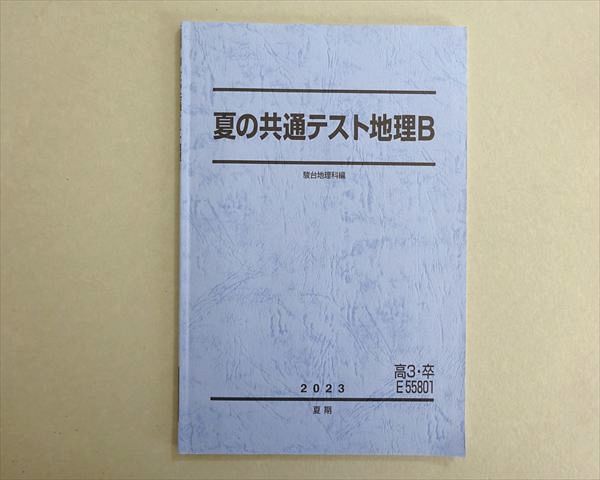 夏の共通テスト地理B
駿台地理科編
高3・卒
E55801
2023
夏期